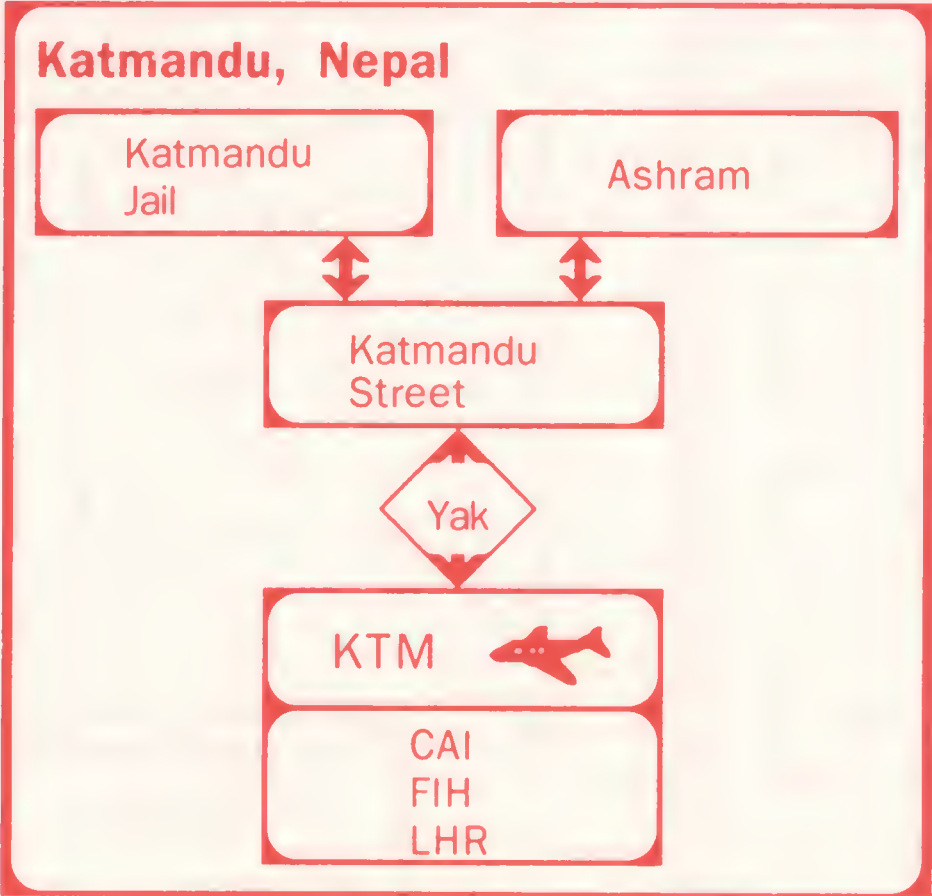 Katmandu, Nepal
Katmandu
Jail
Ashram
Katmandu
Street
Yak
KTM
CAI
FIH
LHR